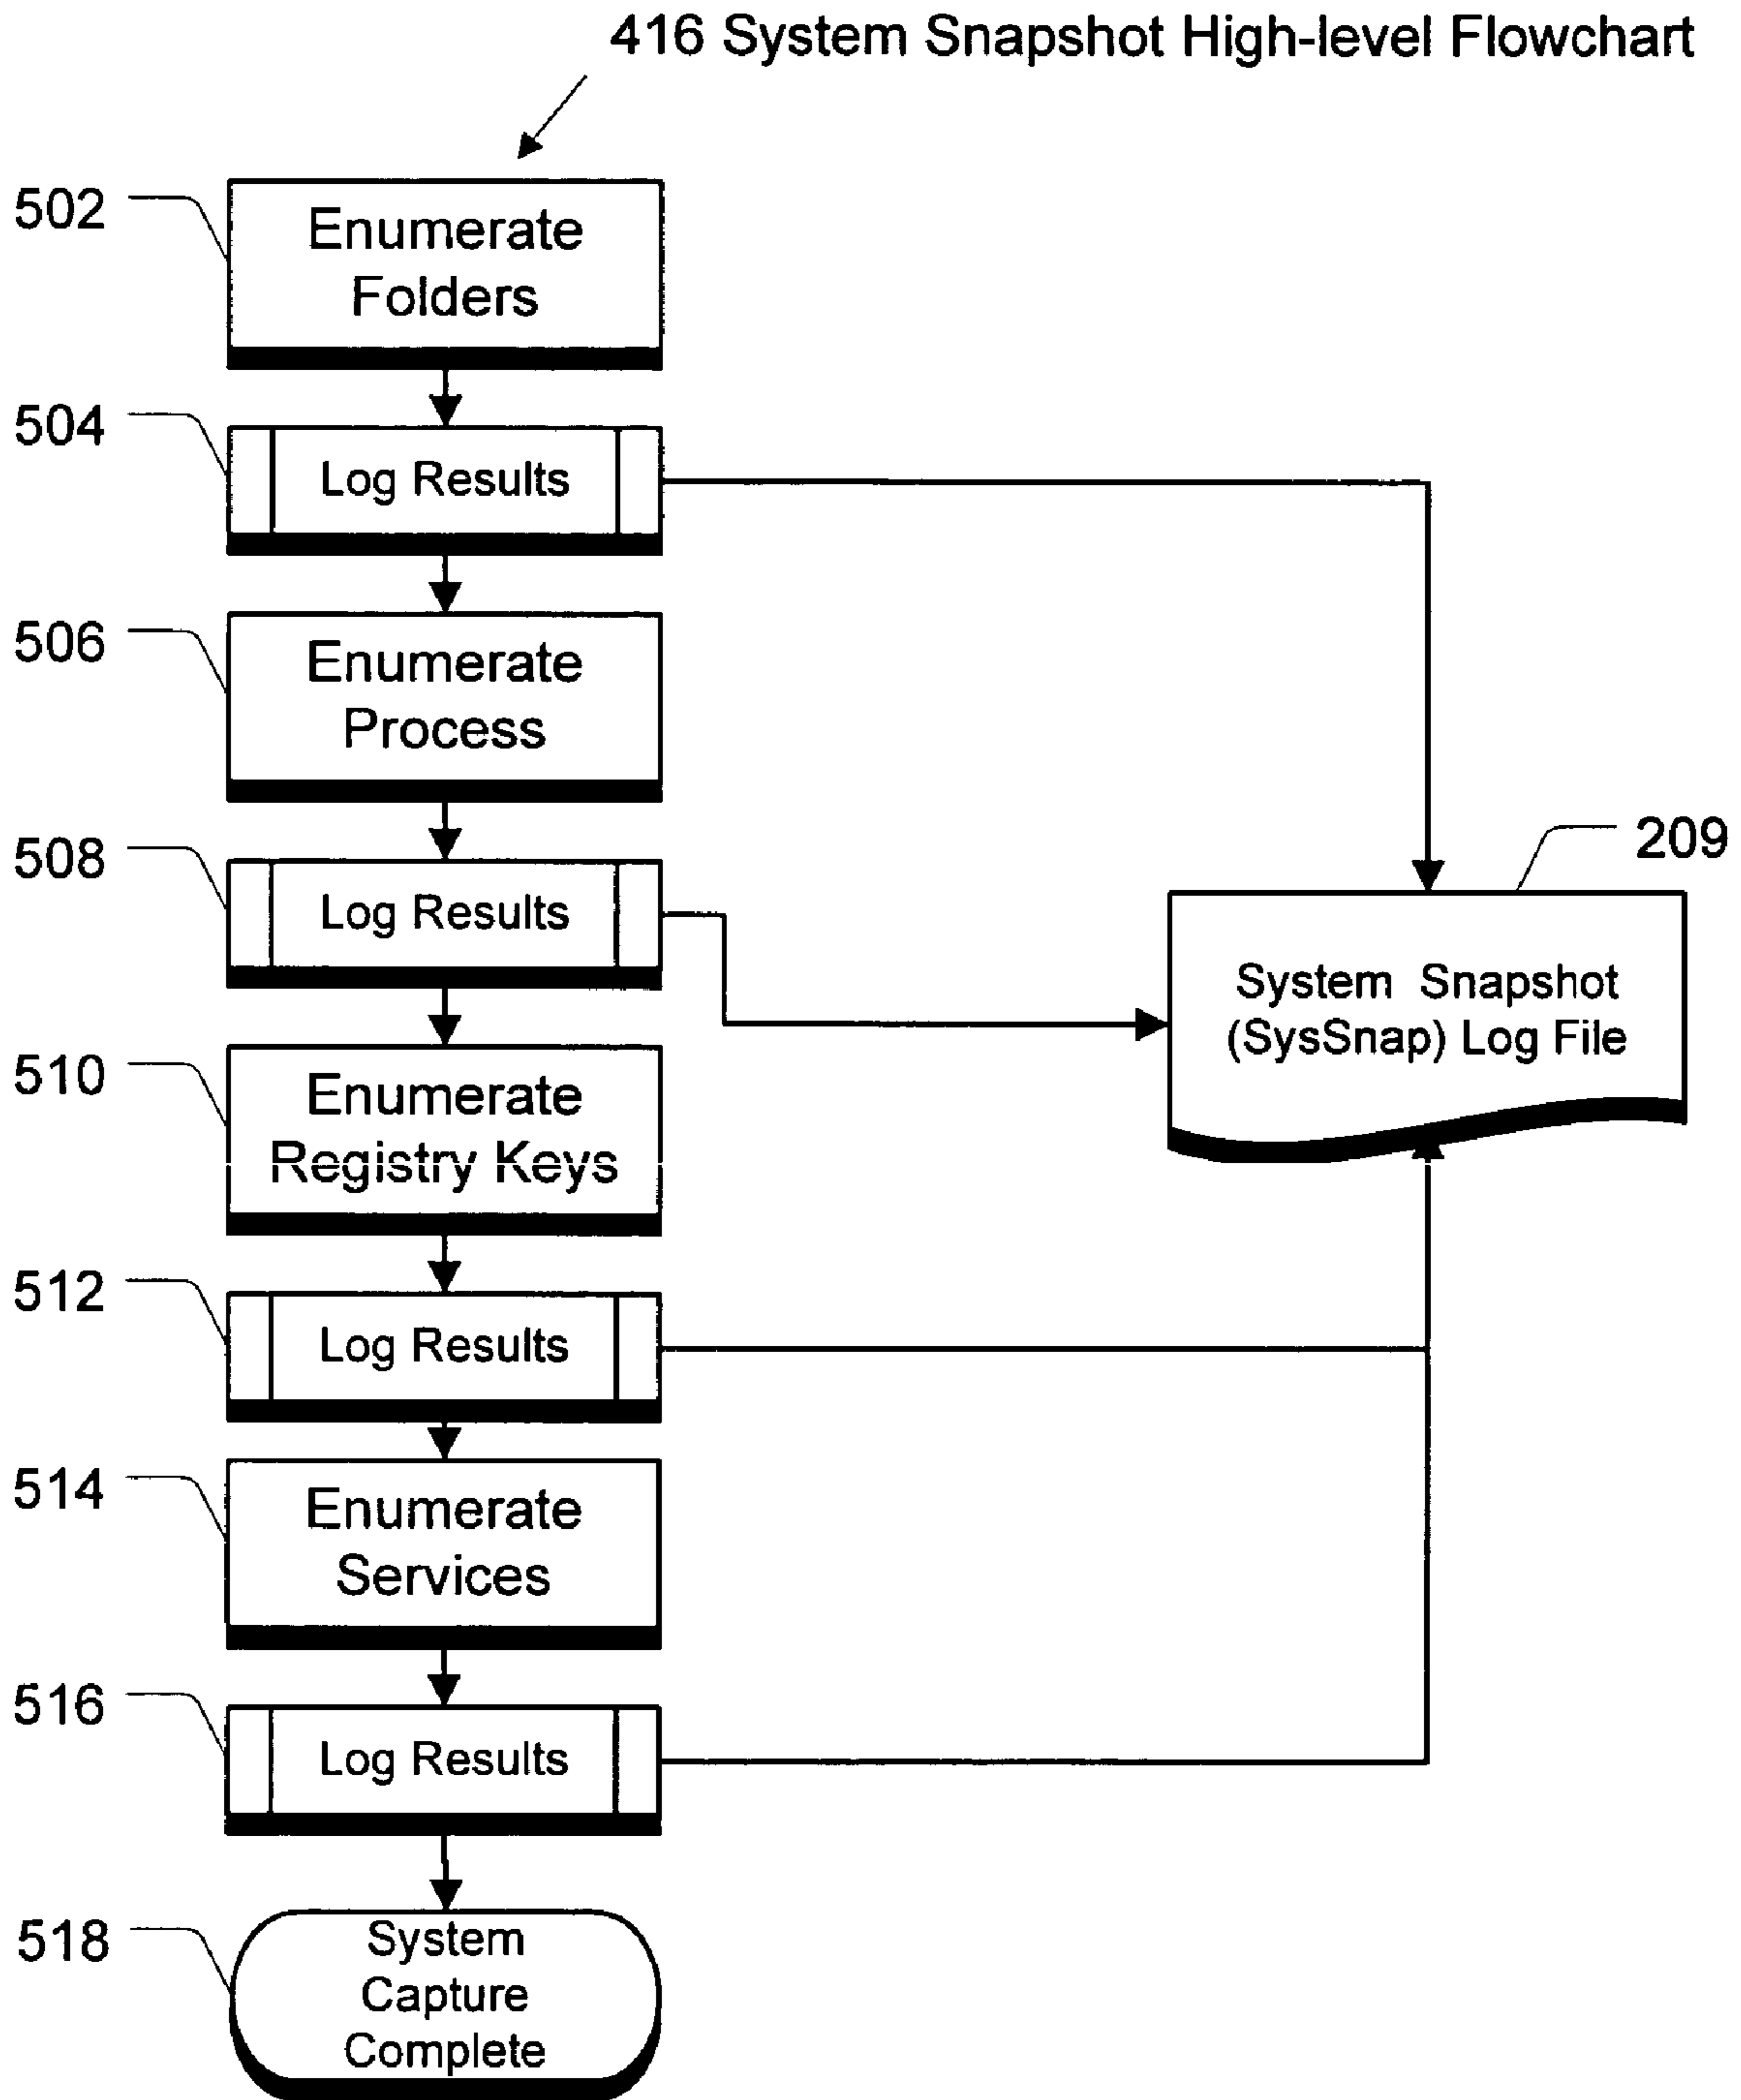 416 System Snapshot High-level Flowchart
502
Enumerate
Folders
504
Log Results
506
Enumerate
Process
508
Log Results
209
System Snapshot
(SysSnap) Log File
510
Enumerate
Registry Keys
512
Log Results
514
Enumerate
Services
516
Log Results
518
System
Capture
Complete